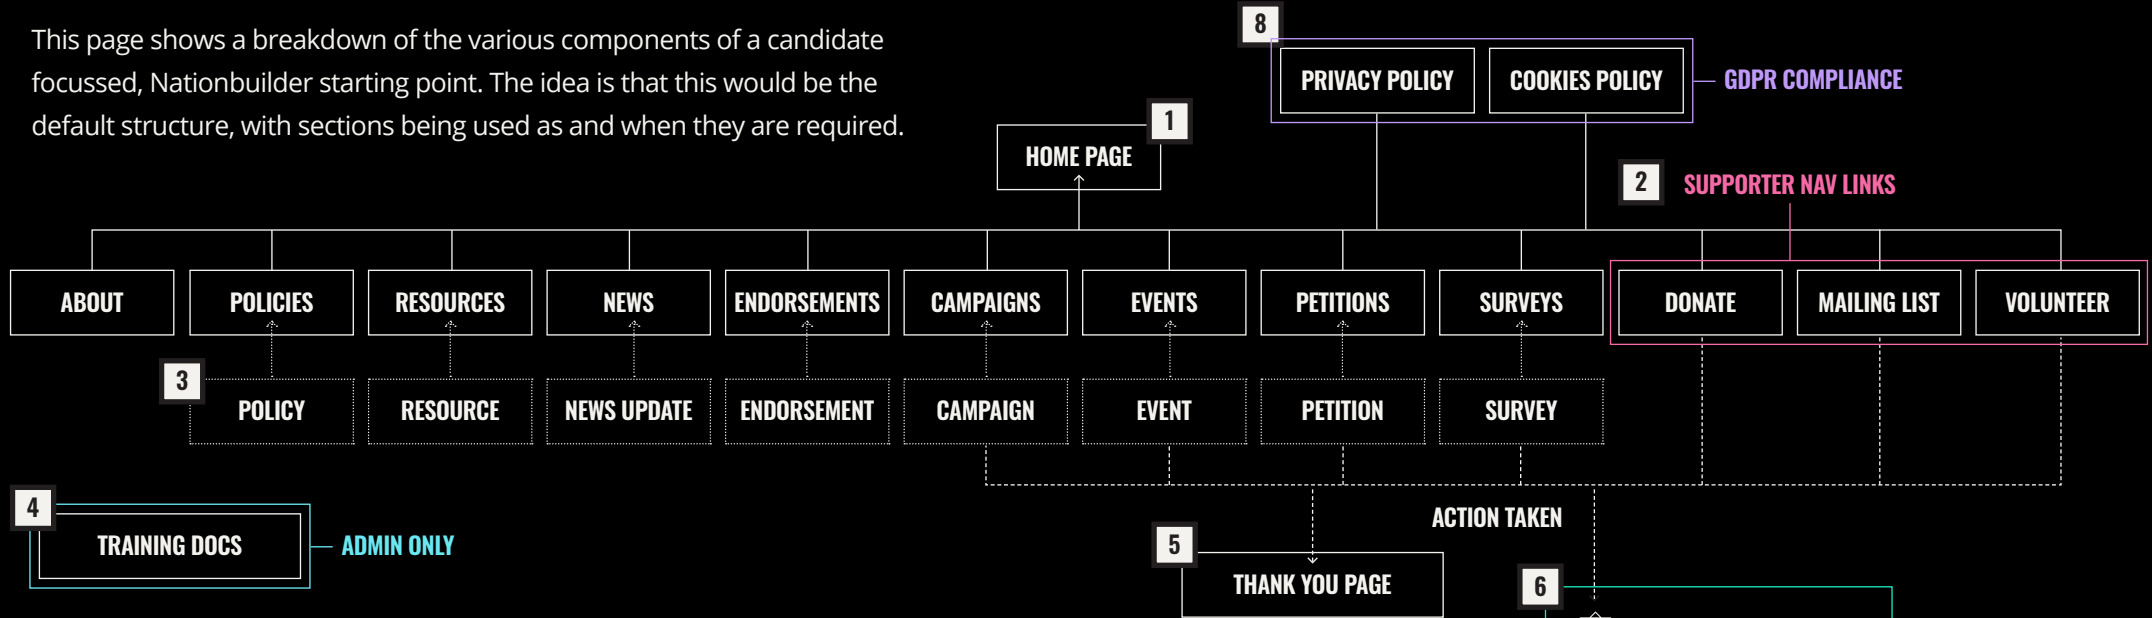 This page shows a breakdown of the various components of a candidate
focussed, Nationbuilder starting point. The idea is that this would be the
default structure, with sections being used as and when they are required.
8
PRIVACY POLICY
COOKIES POLICY
GDPR COMPLIANCE
1
HOME PAGE
2
SUPPORTER NAV LINKS
ABOUT
POLICIES
RESOURCES
NEWS
ENDORSEMENTS
CAMPAIGNS
EVENTS
PETITIONS
SURVEYS
DONATE
MAILING LIST
VOLUNTEER
3
POLICY
RESOURCE
NEWS UPDATE
ENDORSEMENT
CAMPAIGN
EVENT
PETITION
SURVEY
4
TRAINING DOCS
ADMIN ONLY
ACTION TAKEN
5
THANK YOU PAGE
6